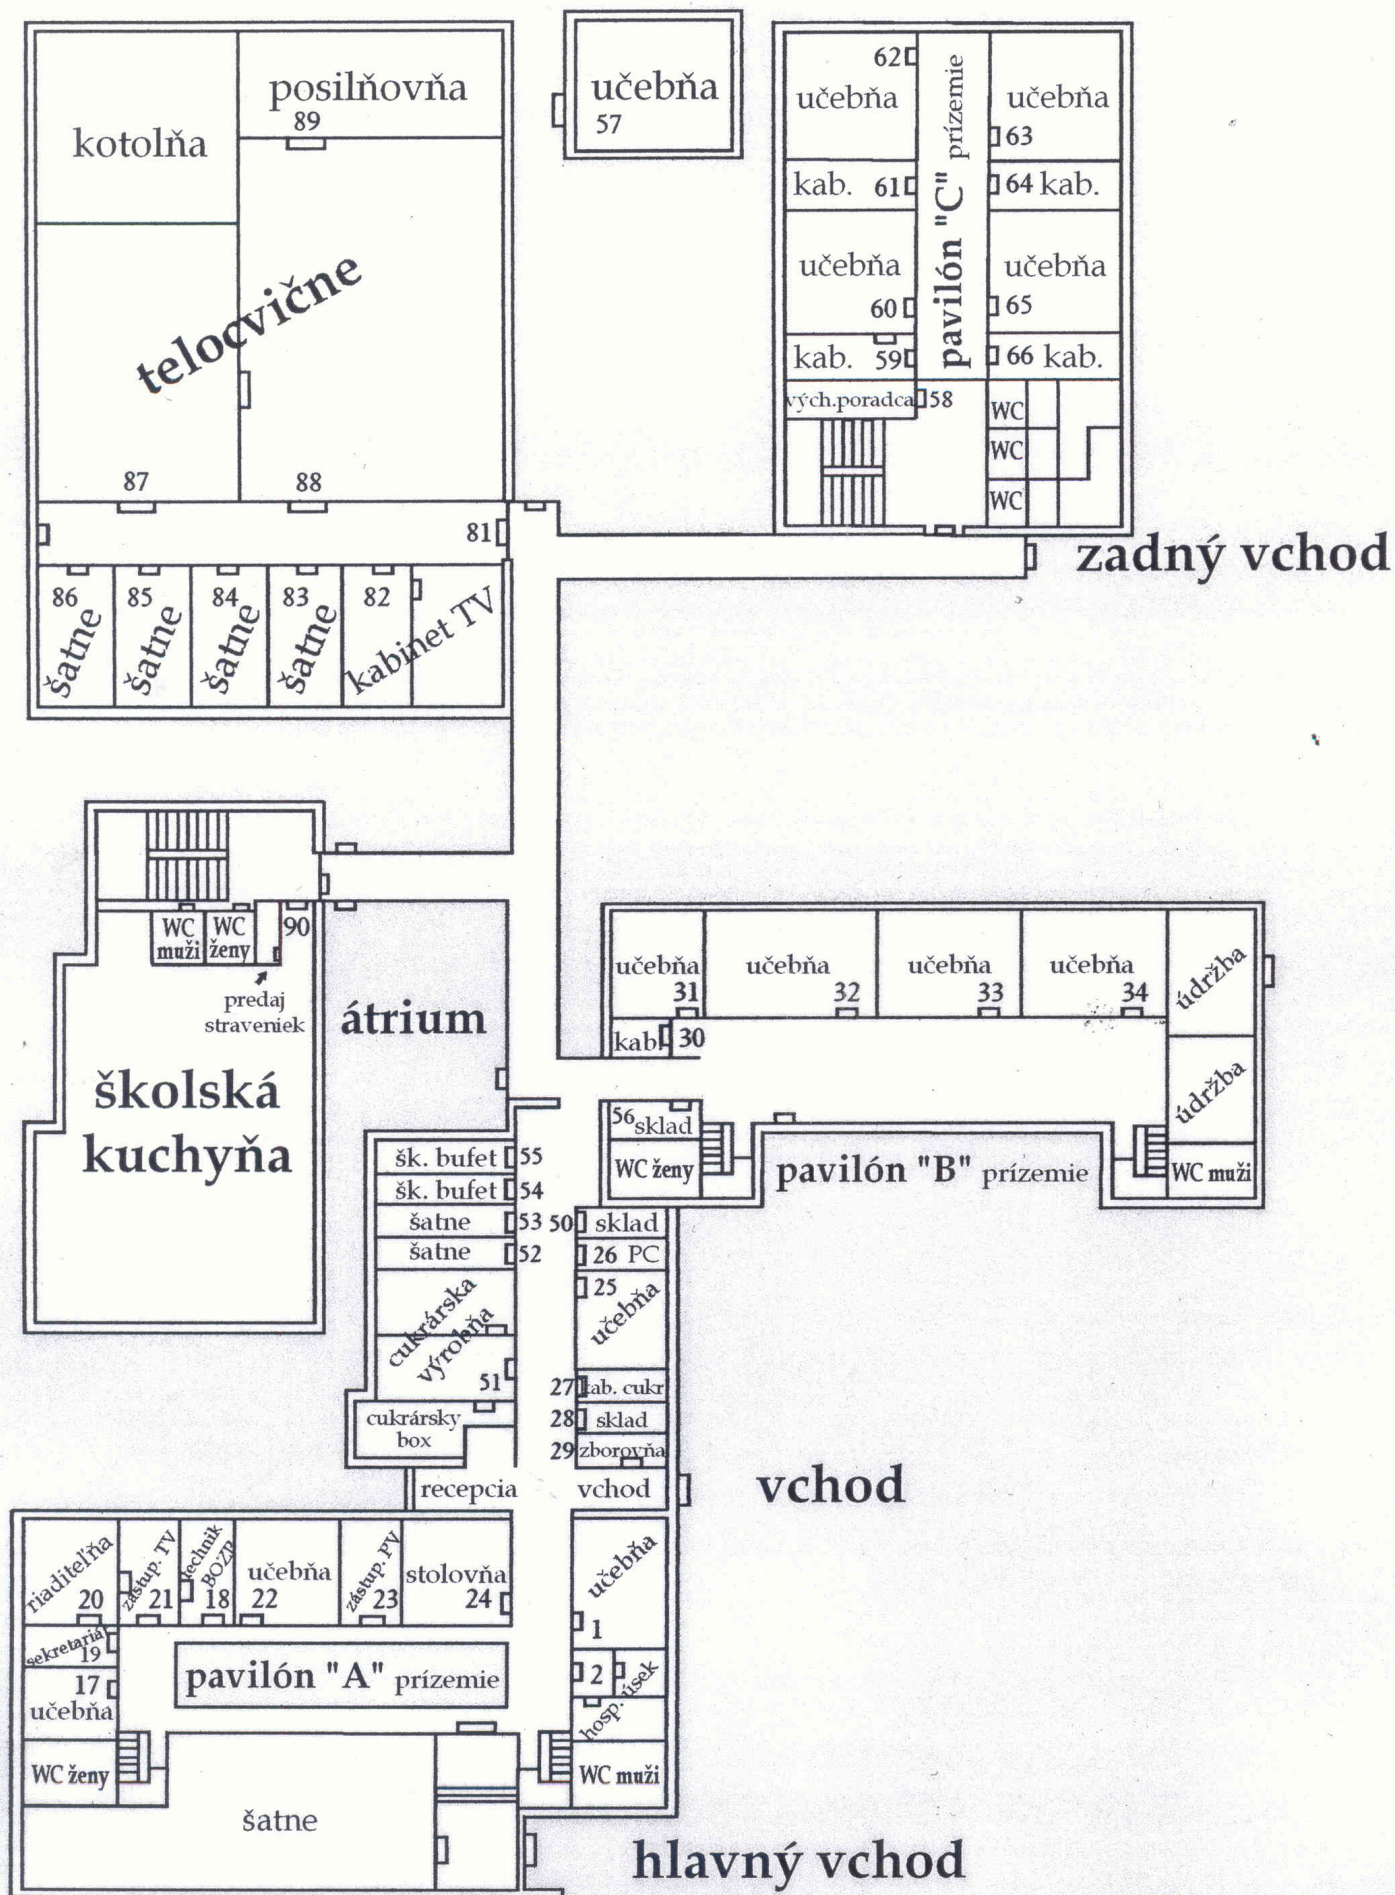 posilňovňa
89
kotolňa
telocvične
87
88
81
86
šatne
85
šatne
84
šatne
83
šatne
82
kabinet TV
učebňa
57
62
učebňa
kab. 61
učebňa
60
kab. 59
vých.poradca 58
pavilón "C" prízemie
učebňa
63
64 kab.
učebňa
65
66 kab.
WC
WC
WC
zadný vchod
WC
muži
WC
ženy
90
predaj
straveniek
školská
kuchyňa
átrium
učebňa
31
učebňa
32
učebňa
33
učebňa
34
údržba
údržba
kab. 30
56 sklad
WC ženy
pavilón "B" prízemie
WC muži
šk. bufet 55
šk. bufet 54
šatne 53
šatne 52
cukrárska
výrobňa
51
cukrársky
box
50 sklad
26 PC
25
učebňa
27 kab. cukr
28 sklad
29 zborovňa
recepcia
vchod
vchod
riaditeľňa
20
zástup. TV
21
technik
BOZP
18
učebňa
22
zástup. PV
23
stolovňa
24
učebňa
1
sekretariát
19
17
učebňa
pavilón "A" prízemie
2
hosp. úsek
WC ženy
WC muži
šatne
hlavný vchod